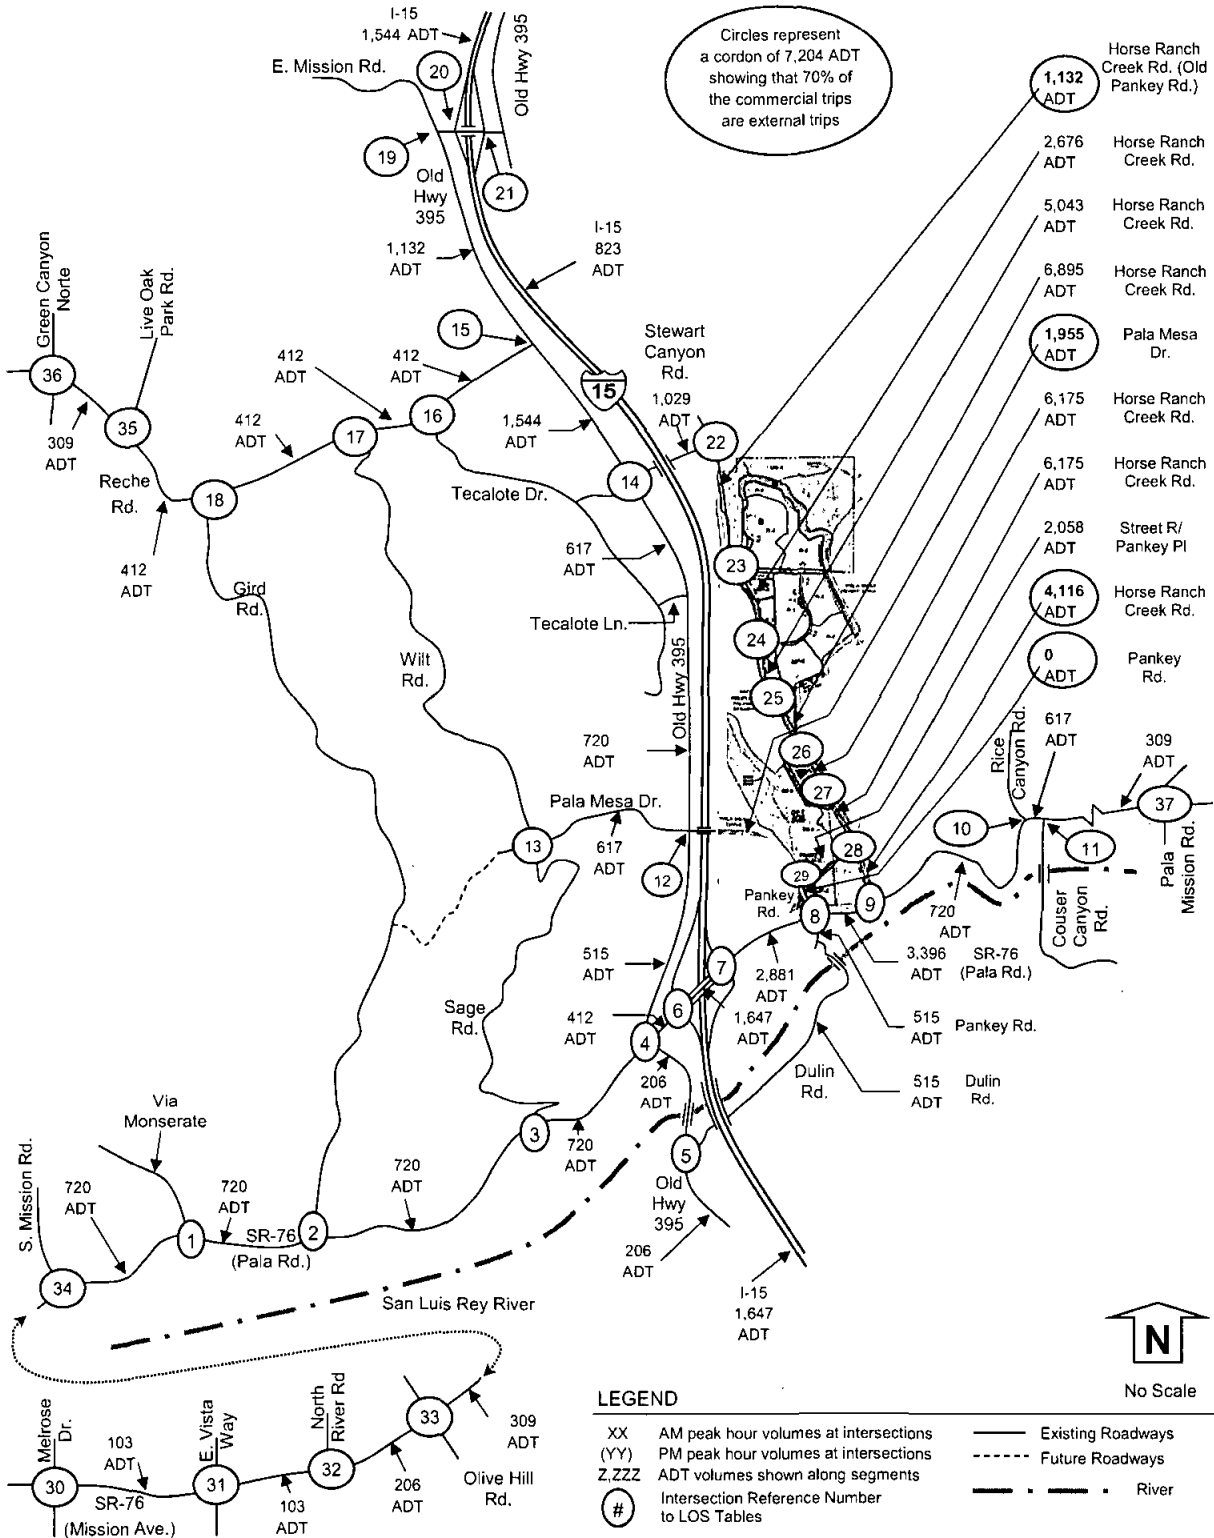 I-15
1,544 ADT
Old Hwy 395
E. Mission Rd.
20
19
21
Old
Hwy
395
Circles represent
a cordon of 7,204 ADT
showing that 70% of
the commercial trips
are external trips
1,132
ADT
Horse Ranch
Creek Rd. (Old
Pankey Rd.)
2,676
ADT
Horse Ranch
Creek Rd.
5,043
ADT
Horse Ranch
Creek Rd.
6,895
ADT
Horse Ranch
Creek Rd.
1,955
ADT
Pala Mesa
Dr.
6,175
ADT
Horse Ranch
Creek Rd.
6,175
ADT
Horse Ranch
Creek Rd.
2,058
ADT
Street R/
Pankey Pl
4,116
ADT
Horse Ranch
Creek Rd.
0
ADT
Pankey
Rd.
1,132
ADT
I-15
823
ADT
Green Canyon
Norte
Live Oak
Park Rd.
15
Stewart
Canyon
Rd.
15
1,029
ADT
412
ADT
412
ADT
36
35
309
ADT
412
ADT
17
16
1,544
ADT
22
14
Reche
Rd.
18
412
ADT
Tecalote Dr.
617
ADT
Tecalote Ln.
Gird
Rd.
Wilt
Rd.
Old Hwy 395
23
24
25
26
27
28
29
720
ADT
Pala Mesa Dr.
617
ADT
13
12
Rice
Canyon Rd.
617
ADT
309
ADT
37
10
11
Pala
Mission Rd.
Couser
Canyon
Rd.
720
ADT
Pankey
Rd.
8
9
515
ADT
7
2,881
ADT
3,396
ADT
SR-76
(Pala Rd.)
Sage
Rd.
412
ADT
6
1,647
ADT
515
ADT
Pankey Rd.
4
206
ADT
Dulin
Rd.
515
ADT
Dulin
Rd.
3
720
ADT
5
Old
Hwy
395
206
ADT
I-15
1,647
ADT
Via
Monserate
S. Mission Rd.
720
ADT
720
ADT
720
ADT
1
SR-76
(Pala Rd.)
2
34
San Luis Rey River
N
No Scale
Melrose
Dr.
103
ADT
E. Vista
Way
North
River Rd
33
309
ADT
30
SR-76
(Mission Ave.)
31
103
ADT
32
206
ADT
Olive Hill
Rd.
LEGEND
XX AM peak hour volumes at intersections
(YY) PM peak hour volumes at intersections
Z,ZZZ ADT volumes shown along segments
# Intersection Reference Number
to LOS Tables
Existing Roadways
Future Roadways
River